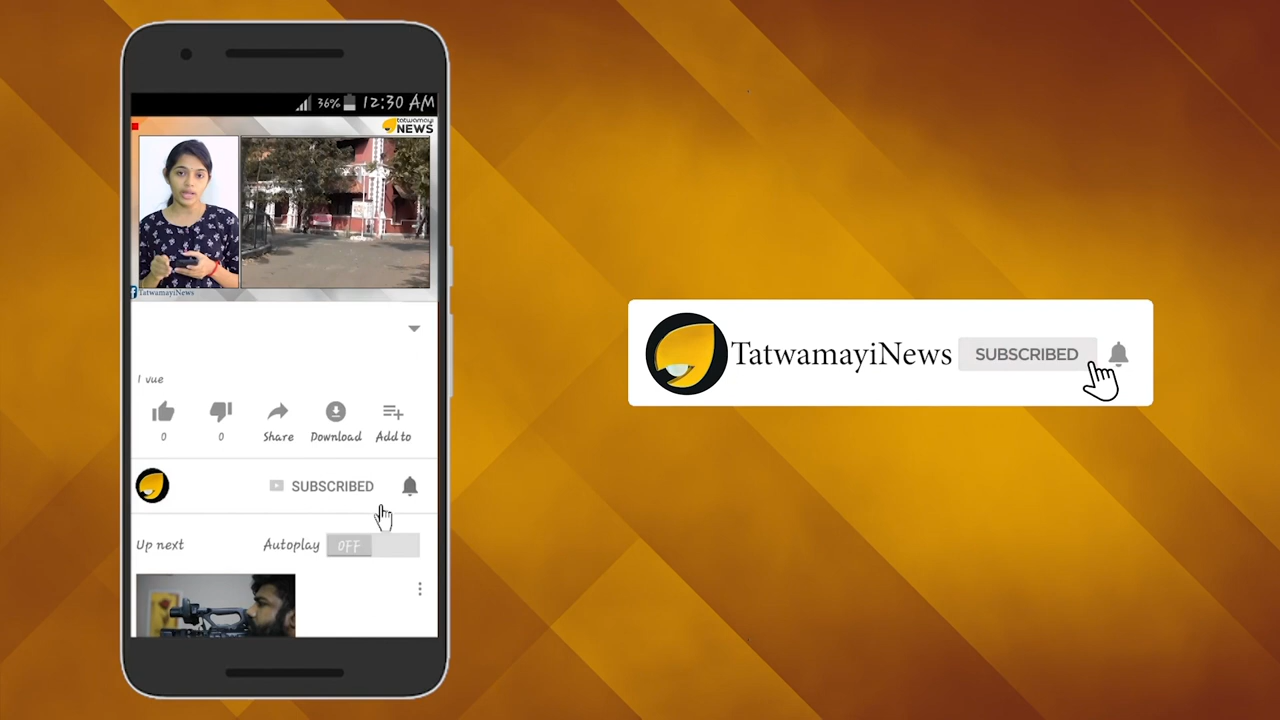 36% 12:30 AM
tatwamayi
NEWS
TatwamayiNews
1 vue
0 0 Share Download Add to
SUBSCRIBED
Up next Autoplay OFF
TatwamayiNews SUBSCRIBED